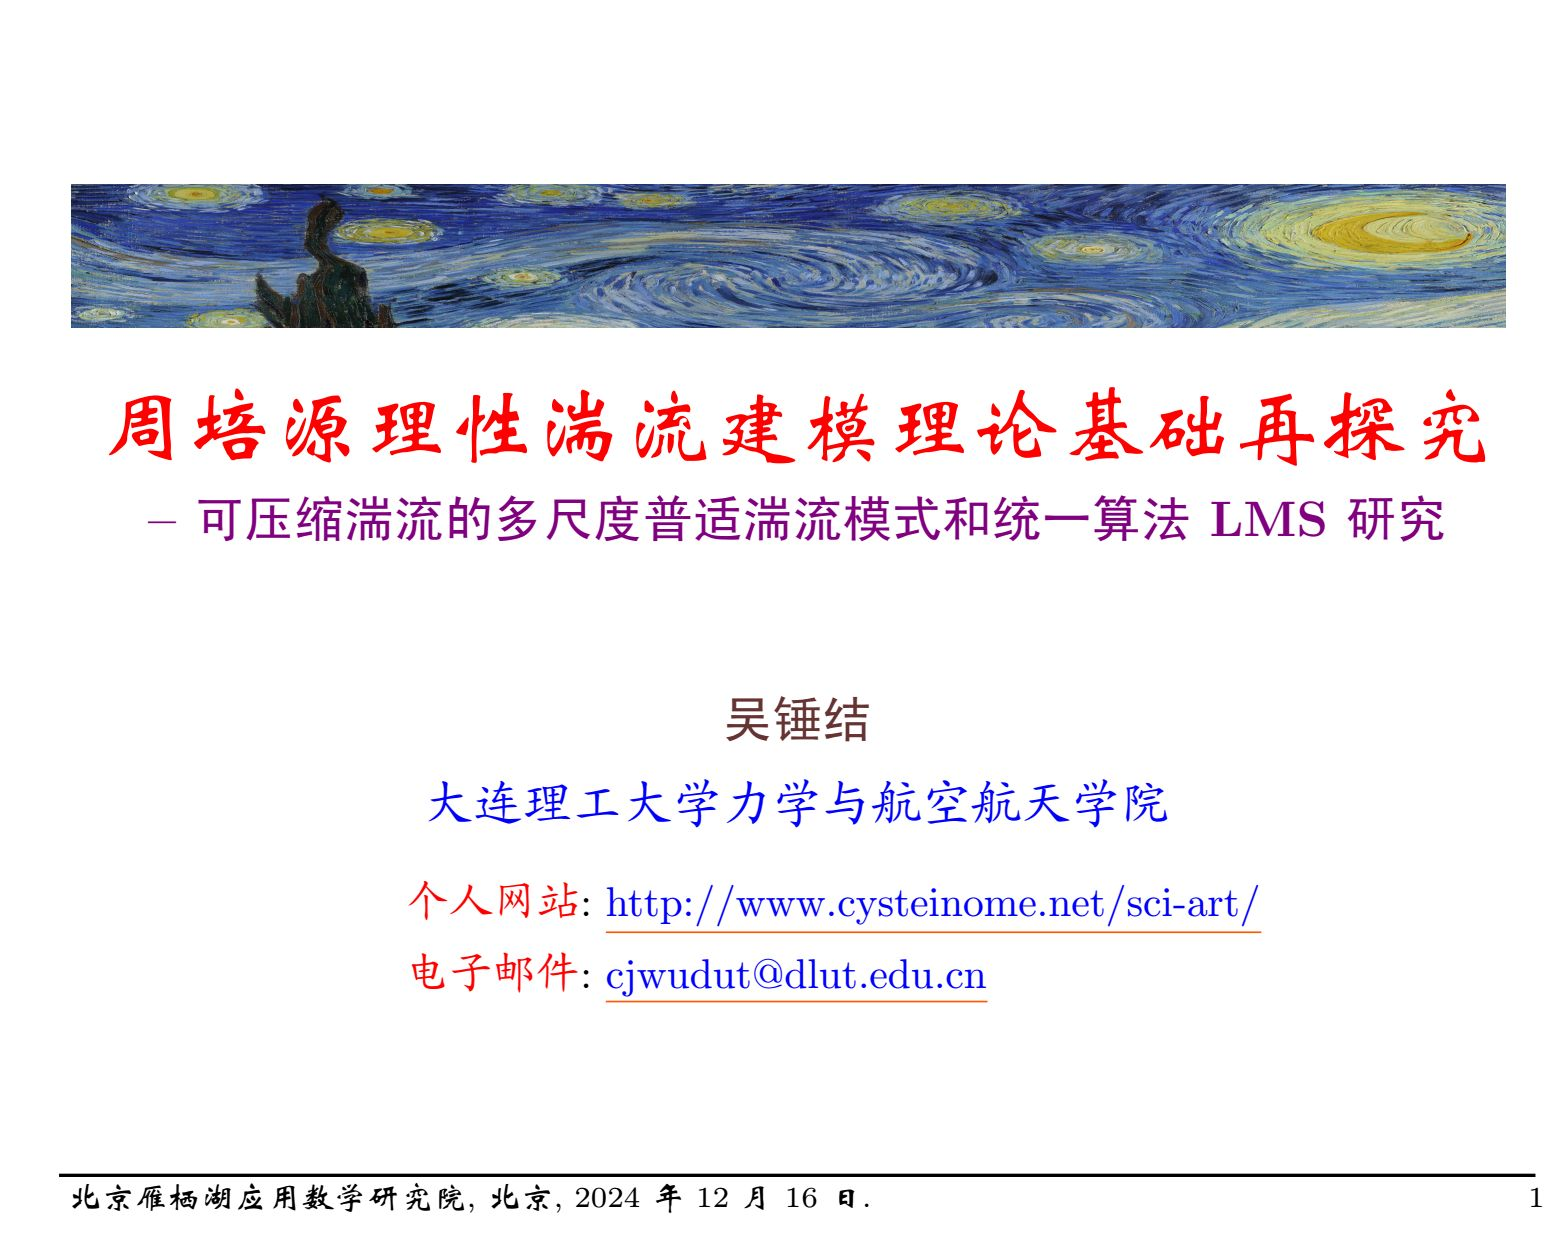 周培源理性湍流建模理论基础再探究
– 可压缩湍流的多尺度普适湍流模式和统一算法 LMS 研究
吴锤结
大连理工大学力学与航空航天学院
个人网站: http://www.cysteinome.net/sci-art/
电子邮件: cjwudut@dlut.edu.cn
北京雁栖湖应用数学研究院, 北京, 2024 年 12 月 16 日. 1